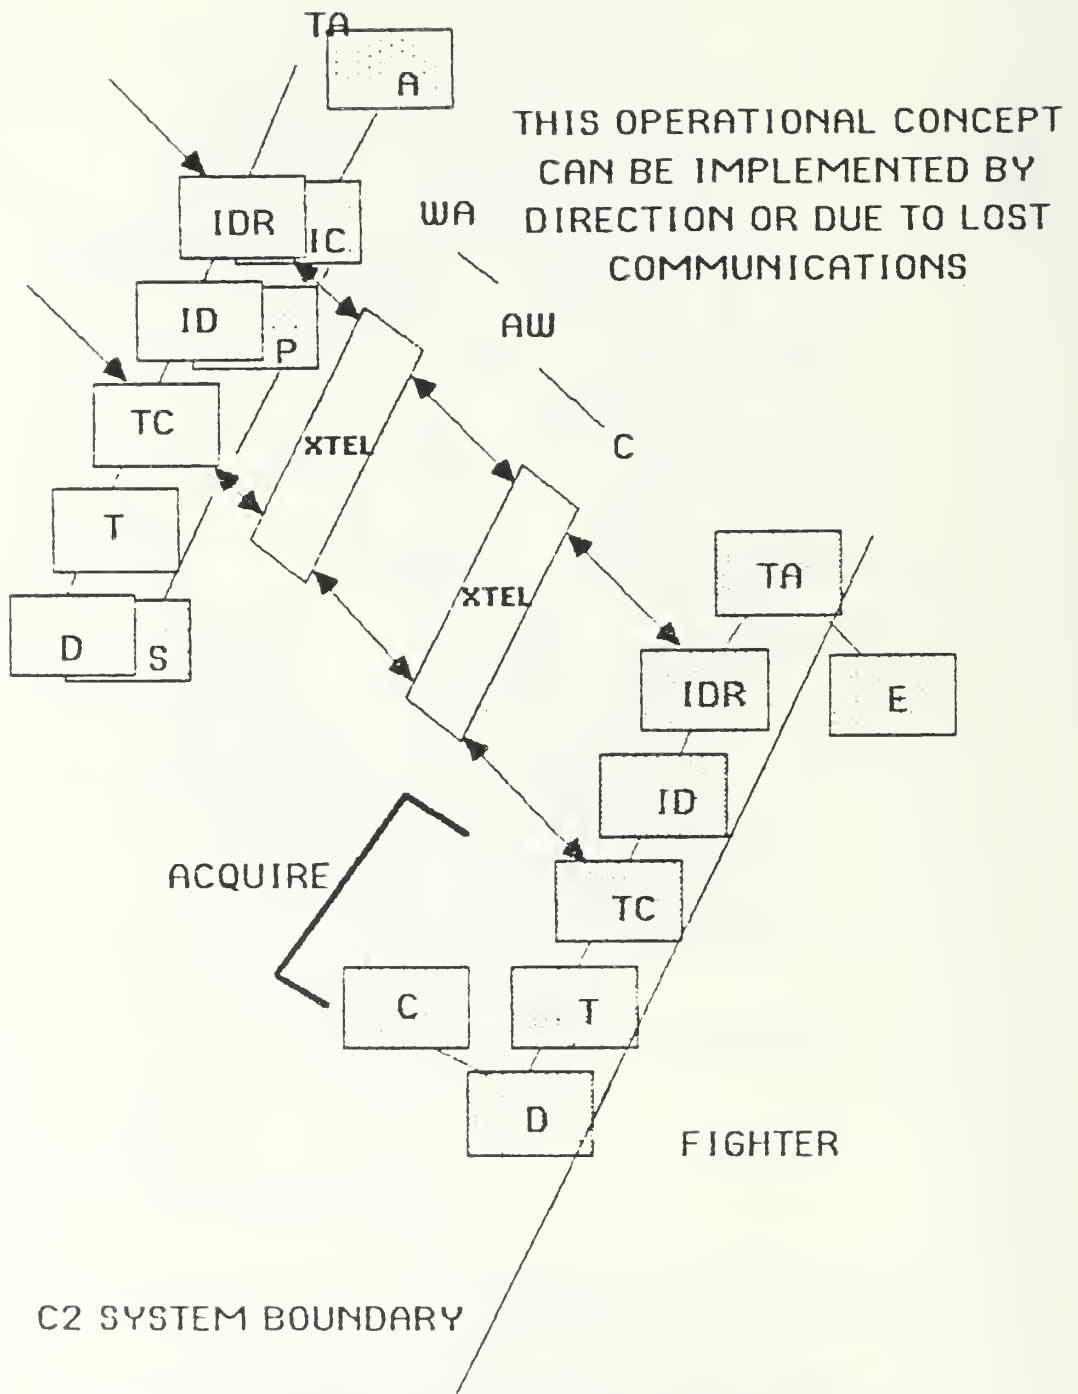 TA
A
THIS OPERATIONAL CONCEPT
CAN BE IMPLEMENTED BY
DIRECTION OR DUE TO LOST
COMMUNICATIONS
IDR
IC
WA
ID
P
AW
TC
XTEL
C
T
D
S
XTEL
TA
IDR
E
ID
ACQUIRE
TC
C
T
D
FIGHTER
C2 SYSTEM BOUNDARY